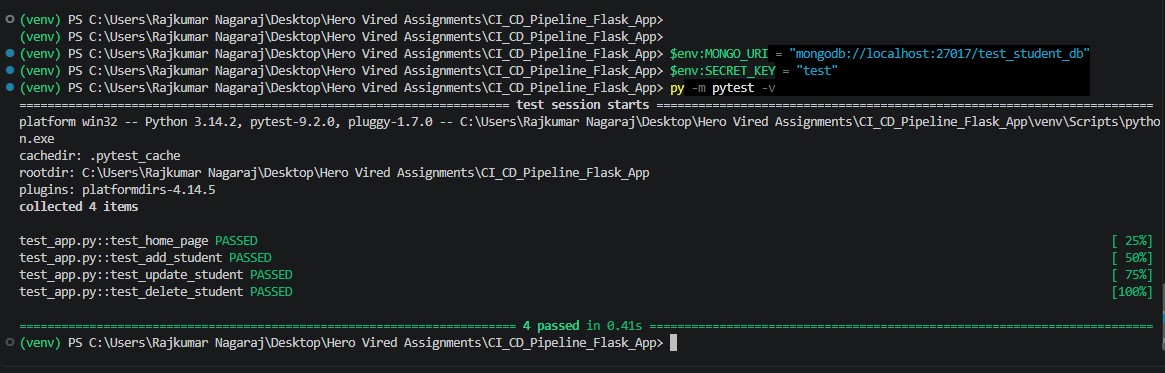 (venv) PS C:\Users\Rajkumar Nagaraj\Desktop\Hero Vired Assignments\CI_CD_Pipeline_Flask_App>
(venv) PS C:\Users\Rajkumar Nagaraj\Desktop\Hero Vired Assignments\CI_CD_Pipeline_Flask_App>
(venv) PS C:\Users\Rajkumar Nagaraj\Desktop\Hero Vired Assignments\CI_CD_Pipeline_Flask_App> $env:MONGO_URI = "mongodb://localhost:27017/test_student_db"
(venv) PS C:\Users\Rajkumar Nagaraj\Desktop\Hero Vired Assignments\CI_CD_Pipeline_Flask_App> $env:SECRET_KEY = "test"
(venv) PS C:\Users\Rajkumar Nagaraj\Desktop\Hero Vired Assignments\CI_CD_Pipeline_Flask_App> py -m pytest -v
====================================================================== test session starts =======================================================================
platform win32 -- Python 3.14.2, pytest-9.2.0, pluggy-1.7.0 -- C:\Users\Rajkumar Nagaraj\Desktop\Hero Vired Assignments\CI_CD_Pipeline_Flask_App\venv\Scripts\pytho
n.exe
cachedir: .pytest_cache
rootdir: C:\Users\Rajkumar Nagaraj\Desktop\Hero Vired Assignments\CI_CD_Pipeline_Flask_App
plugins: platformdirs-4.14.5
collected 4 items
test_app.py::test_home_page PASSED [ 25%]
test_app.py::test_add_student PASSED [ 50%]
test_app.py::test_update_student PASSED [ 75%]
test_app.py::test_delete_student PASSED [100%]
======================================================================= 4 passed in 0.41s ========================================================================
(venv) PS C:\Users\Rajkumar Nagaraj\Desktop\Hero Vired Assignments\CI_CD_Pipeline_Flask_App>